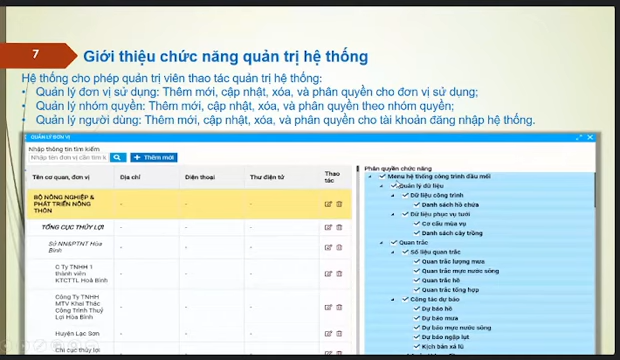 7
Giới thiệu chức năng quản trị hệ thống
Hệ thống cho phép quản trị viên thao tác quản trị hệ thống:
• Quản lý đơn vị sử dụng: Thêm mới, cập nhật, xóa, và phân quyền cho đơn vị sử dụng;
• Quản lý nhóm quyền: Thêm mới, cập nhật, xóa, và phân quyền theo nhóm quyền;
• Quản lý người dùng: Thêm mới, cập nhật, xóa, và phân quyền cho tài khoản đăng nhập hệ thống.
QUẢN LÝ ĐƠN VỊ
Nhập thông tin tìm kiếm
Nhập tên đơn vị cần tìm k
Thêm mới
Tên cơ quan, đơn vị
Địa chỉ
Điện thoại
Thư điện tử
Thao
tác
BỘ NÔNG NGHIỆP &
PHÁT TRIỂN NÔNG
THÔN
- - -
TỔNG CỤC THỦY LỢI
- - -
Sở NN&PTNT Hòa
Bình
- - -
C Ty TNHH 1
thành viên
KTCTTL Hoà Bình
- - -
Công Ty TNHH
MTV Khai Thác
Công Trình Thuỷ
Lợi Hòa Bình
- - -
Huyện Lạc Sơn
- - -
Chi cục thủy lợi
Phân quyền chức năng
Menu hệ thống công trình đầu mối
Quản lý dữ liệu
Dữ liệu công trình
Danh sách hồ chứa
Dữ liệu phục vụ tưới
Cơ cấu mùa vụ
Danh sách cây trồng
Quan trắc
Số liệu quan trắc
Quan trắc lượng mưa
Quan trắc mực nước sông
Quan trắc hồ
Quan trắc tổng hợp
Công tác dự báo
Dự báo hồ
Dự báo mưa
Dự báo mực nước sông
Dự báo ngập lụt
Kịch bản xả lũ